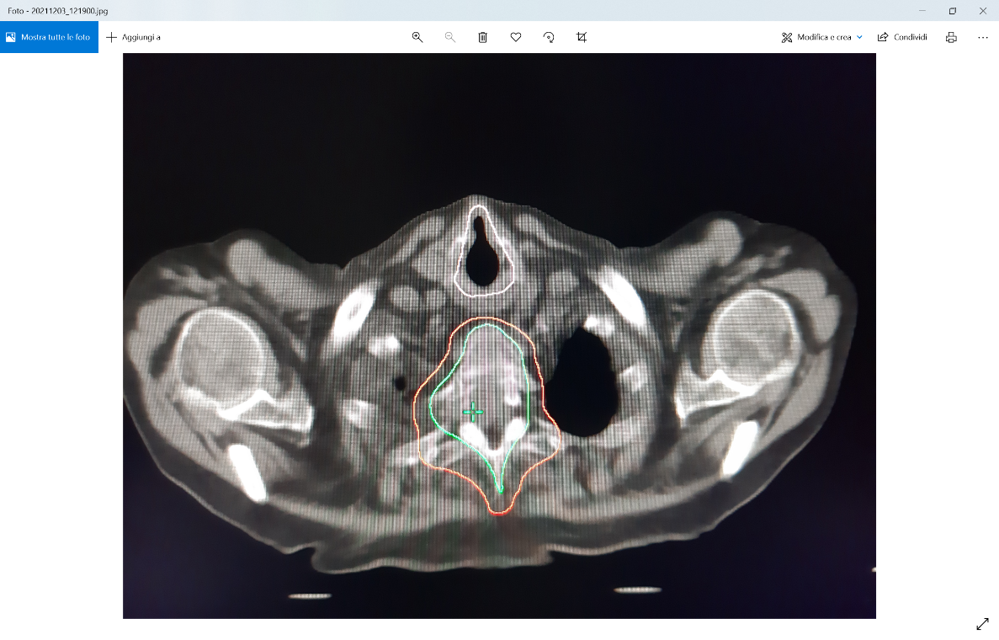 Foto - 20211203_121900.jpg
Mostra tutte le foto
Aggiungi a
Modifica e crea
Condividi